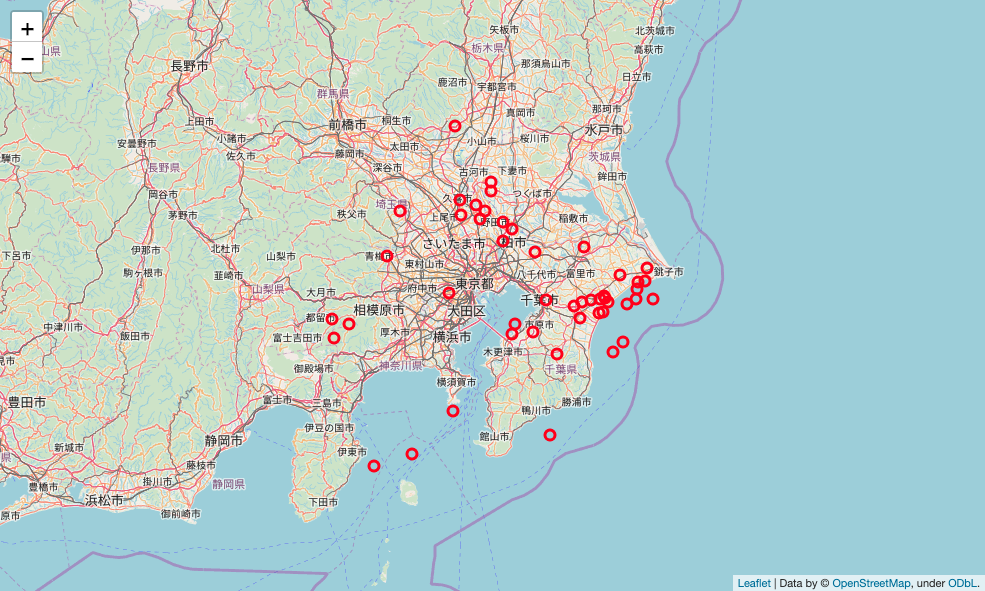 +
−
矢板市
北茨城市
山県
栃木県
高萩市
長野市
那須烏山市
日立市
鹿沼市
宇都宮市
群馬県
那珂市
真岡市
上田市
前橋市
桐生市
水戸市
安曇野市
小諸市
太田市
小山市
桜川市
佐久市
藤岡市
茨城県
長野県
深谷市
古河市
下妻市
鉾田市
岡谷市
つくば市
埼玉県
茅野市
秩父市
上尾市
野田市
稲敷市
北杜市
さいたま市
伊那市
山梨市
下呂市
東村山市
駒ヶ根市
韮崎市
八千代市
富里市
銚子市
山梨県
大月市
府中市
東京都
千葉市
中津川市
都留市
相模原市
大田区
市原市
飯田市
富士吉田市
厚木市
横浜市
木更津市
御殿場市
神奈川県
千葉県
横須賀市
豊田市
富士市
三島市
勝浦市
鴨川市
伊豆の国市
静岡市
館山市
新城市
伊東市
藤枝市
豊橋市
掛川市
静岡県
浜松市
下田市
原市
御前崎市
Leaflet | Data by © OpenStreetMap, under ODbL.